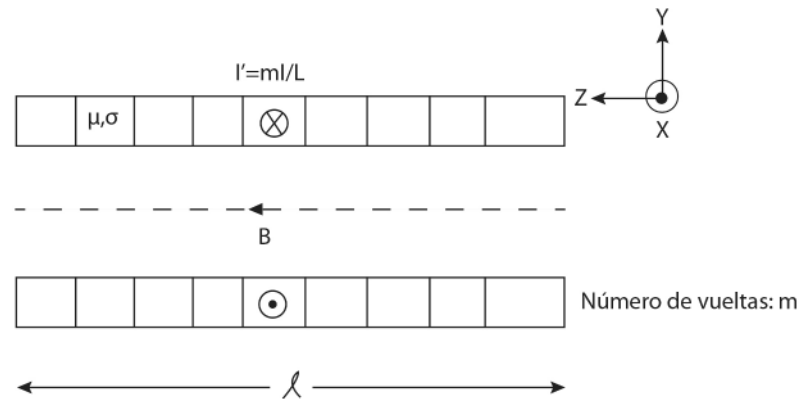 Y
I'=mI/L
Z
μ,σ
X
B
Número de vueltas: m
ℓ